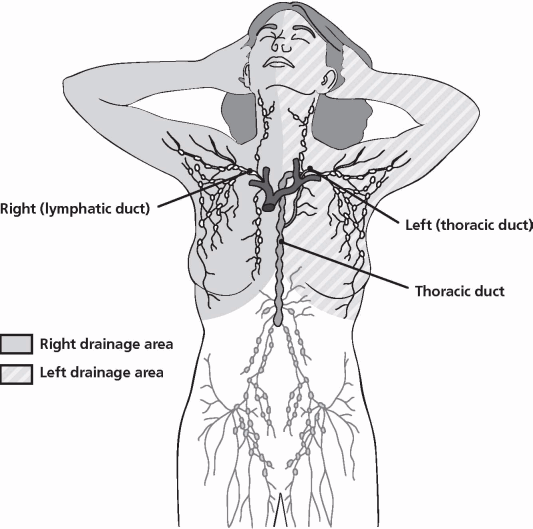 Right (lymphatic duct)
Left (thoracic duct)
Thoracic duct
Right drainage area
Left drainage area